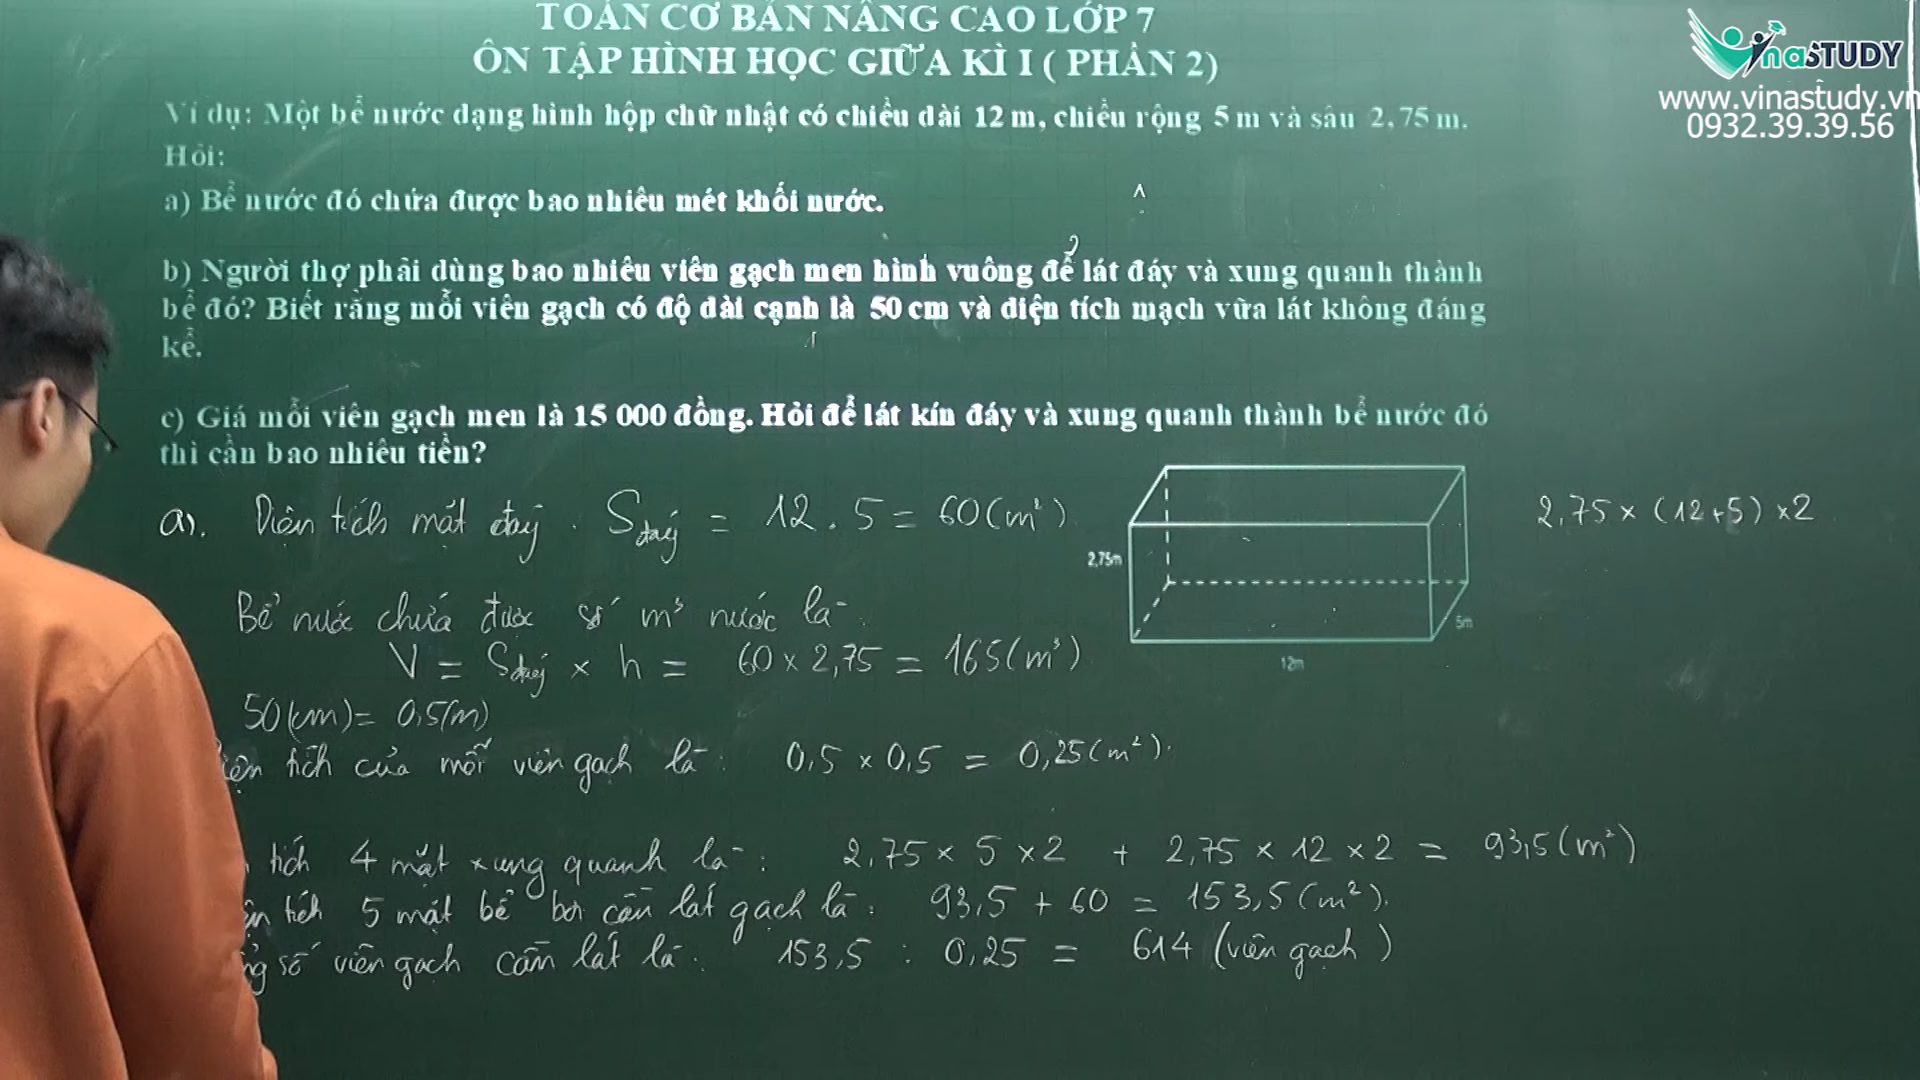 TOÁN CƠ BẢN NÂNG CAO LỚP 7
ÔN TẬP HÌNH HỌC GIỮA KÌ I ( PHẦN 2)
VinaSTUDY
www.vinastudy.vn
0932.39.39.56
Ví dụ: Một bể nước dạng hình hộp chữ nhật có chiều dài 12 m, chiều rộng 5 m và sâu 2,75 m.
Hỏi:
a) Bể nước đó chứa được bao nhiêu mét khối nước.
b) Người thợ phải dùng bao nhiêu viên gạch men hình vuông để lát đáy và xung quanh thành
bể đó? Biết rằng mỗi viên gạch có độ dài cạnh là 50 cm và diện tích mạch vữa lát không đáng
kể.
c) Giá mỗi viên gạch men là 15 000 đồng. Hỏi để lát kín đáy và xung quanh thành bể nước đó
thì cần bao nhiêu tiền?
a). Diện tích mặt đáy. S đáy = 12 . 5 = 60 (m²)
2,75m
5m
12m
2,75 × (12+5) × 2
Bể nước chứa được số m³ nước là:
V = S đáy × h = 60 × 2,75 = 165 (m³)
50(cm) = 0,5(m)
iện tích của mỗi viên gạch là: 0,5 × 0,5 = 0,25 (m²).
tích 4 mặt xung quanh là: 2,75 × 5 × 2 + 2,75 × 12 × 2 = 93,5 (m²)
ện tích 5 mặt bể bơi cần lát gạch là: 93,5 + 60 = 153,5 (m²).
ng số viên gạch cần lát là: 153,5 : 0,25 = 614 (viên gạch)